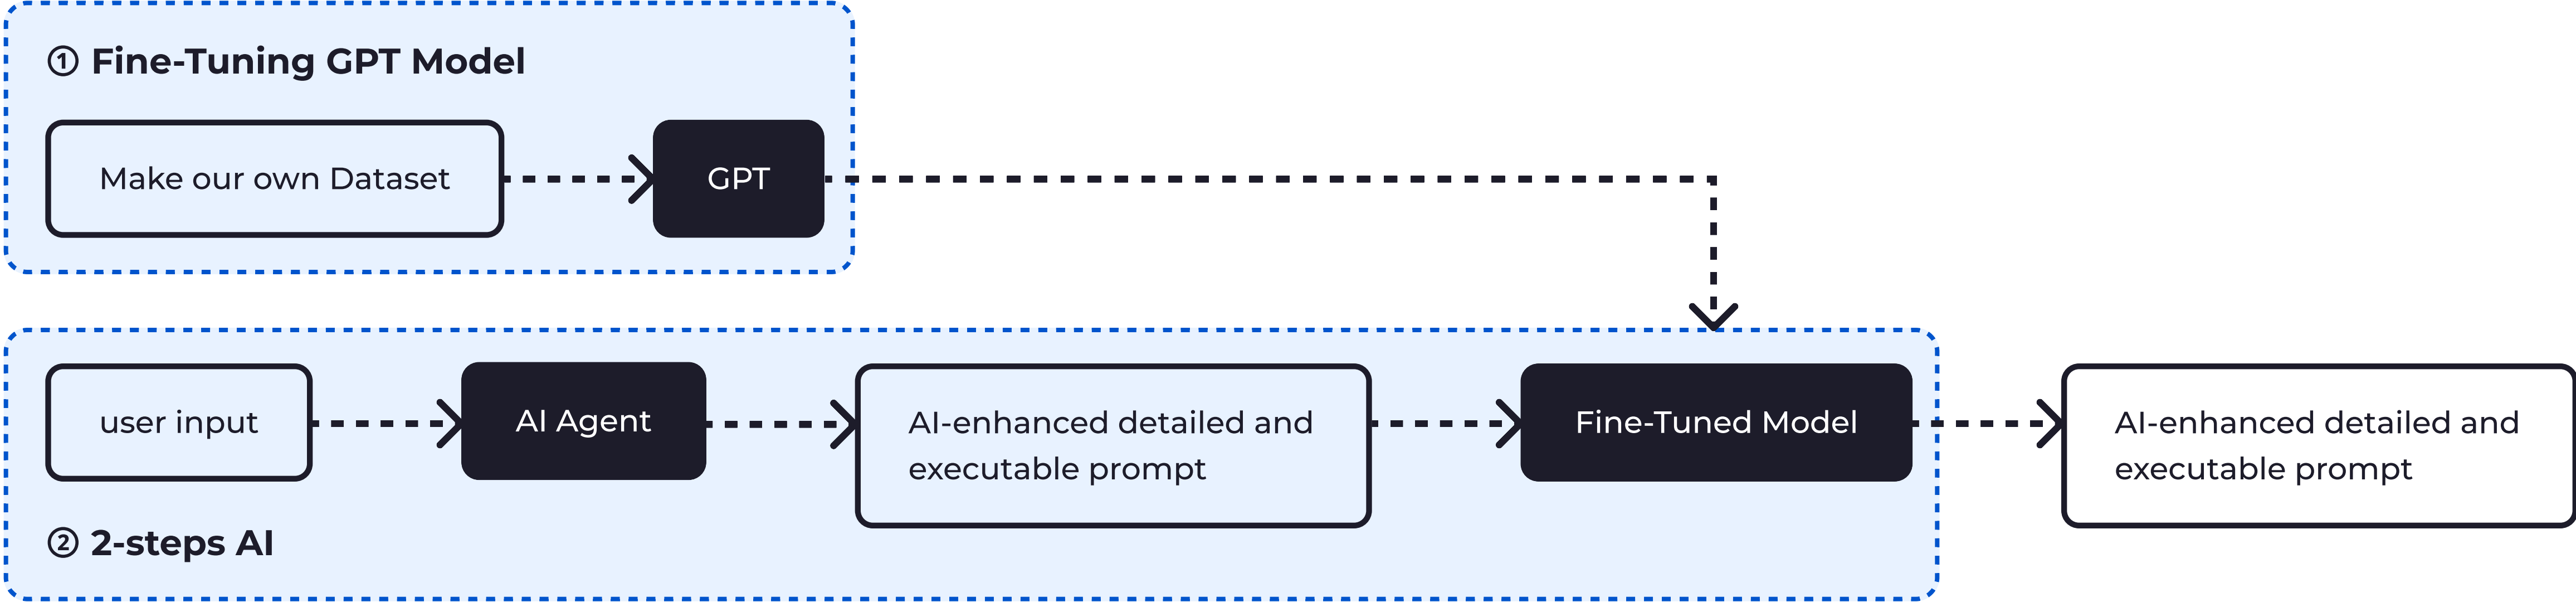 ① Fine-Tuning GPT Model
Make our own Dataset
GPT
user input
AI Agent
AI-enhanced detailed and
executable prompt
Fine-Tuned Model
AI-enhanced detailed and
executable prompt
② 2-steps AI